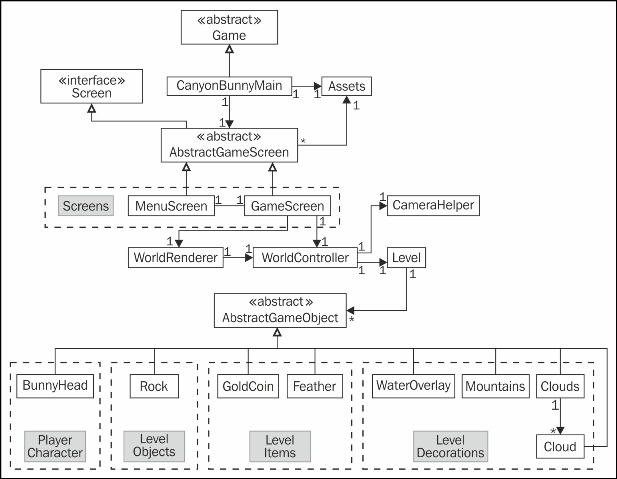 «abstract»
Game
«interface»
Screen
CanyonBunnyMain
1
1
Assets
1
1
1
«abstract»
AbstractGameScreen
*
Screens
MenuScreen
1
1
GameScreen
1
1
CameraHelper
1
1
WorldRenderer
1
1
WorldController
1
1
1
Level
1
«abstract»
AbstractGameObject
*
BunnyHead
Rock
GoldCoin
Feather
WaterOverlay
Mountains
Clouds
1
*
Cloud
Player
Character
Level
Objects
Level
Items
Level
Decorations